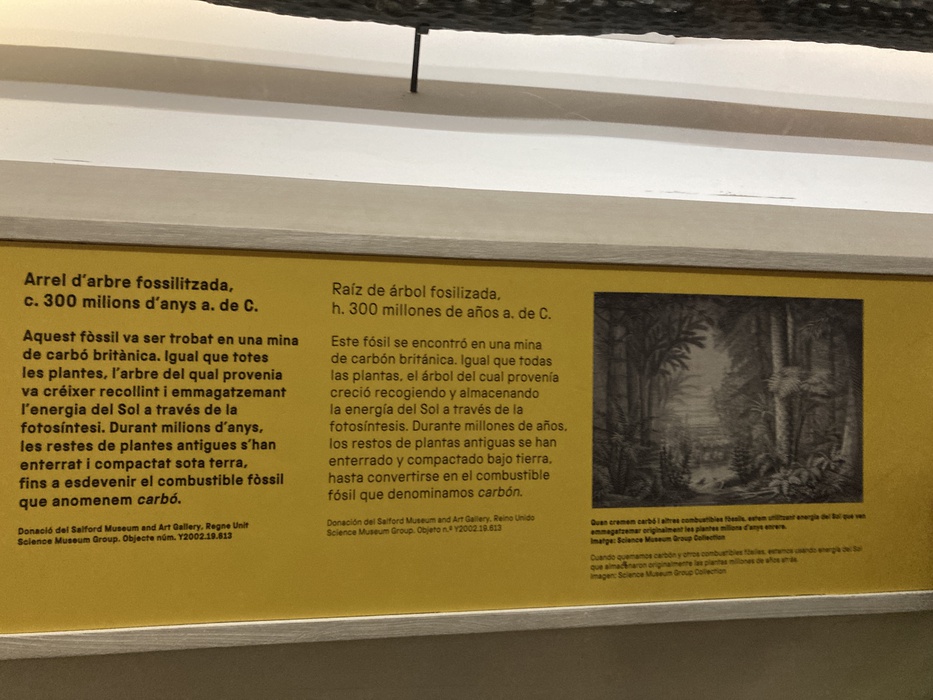 Arrel d'arbre fossilitzada,
c. 300 milions d'anys a. de C.
Aquest fòssil va ser trobat en una mina
de carbó britànica. Igual que totes
les plantes, l'arbre del qual provenia
va créixer recollint i emmagatzemant
l'energia del Sol a través de la
fotosíntesi. Durant milions d'anys,
les restes de plantes antigues s'han
enterrat i compactat sota terra,
fins a esdevenir el combustible fòssil
que anomenem carbó.
Donació del Salford Museum and Art Gallery, Regne Unit
Science Museum Group. Objecte núm. Y2002.19.613
Raíz de árbol fosilizada,
h. 300 millones de años a. de C.
Este fósil se encontró en una mina
de carbón británica. Igual que todas
las plantas, el árbol del cual provenía
creció recogiendo y almacenando
la energía del Sol a través de la
fotosíntesis. Durante millones de años,
los restos de plantas antiguas se han
enterrado y compactado bajo tierra,
hasta convertirse en el combustible
fósil que denominamos carbón.
Donación del Salford Museum and Art Gallery, Reino Unido
Science Museum Group. Objeto n.º Y2002.19.613
Quan cremem carbó i altres combustibles fòssils, estem utilitzant energia del Sol que van
emmagatzemar originalment les plantes milions d'anys enrere.
Imatge: Science Museum Group Collection
Cuando quemamos carbón y otros combustibles fósiles, estamos usando energía del Sol
que almacenaron originalmente las plantas millones de años atrás.
Imagen: Science Museum Group Collection